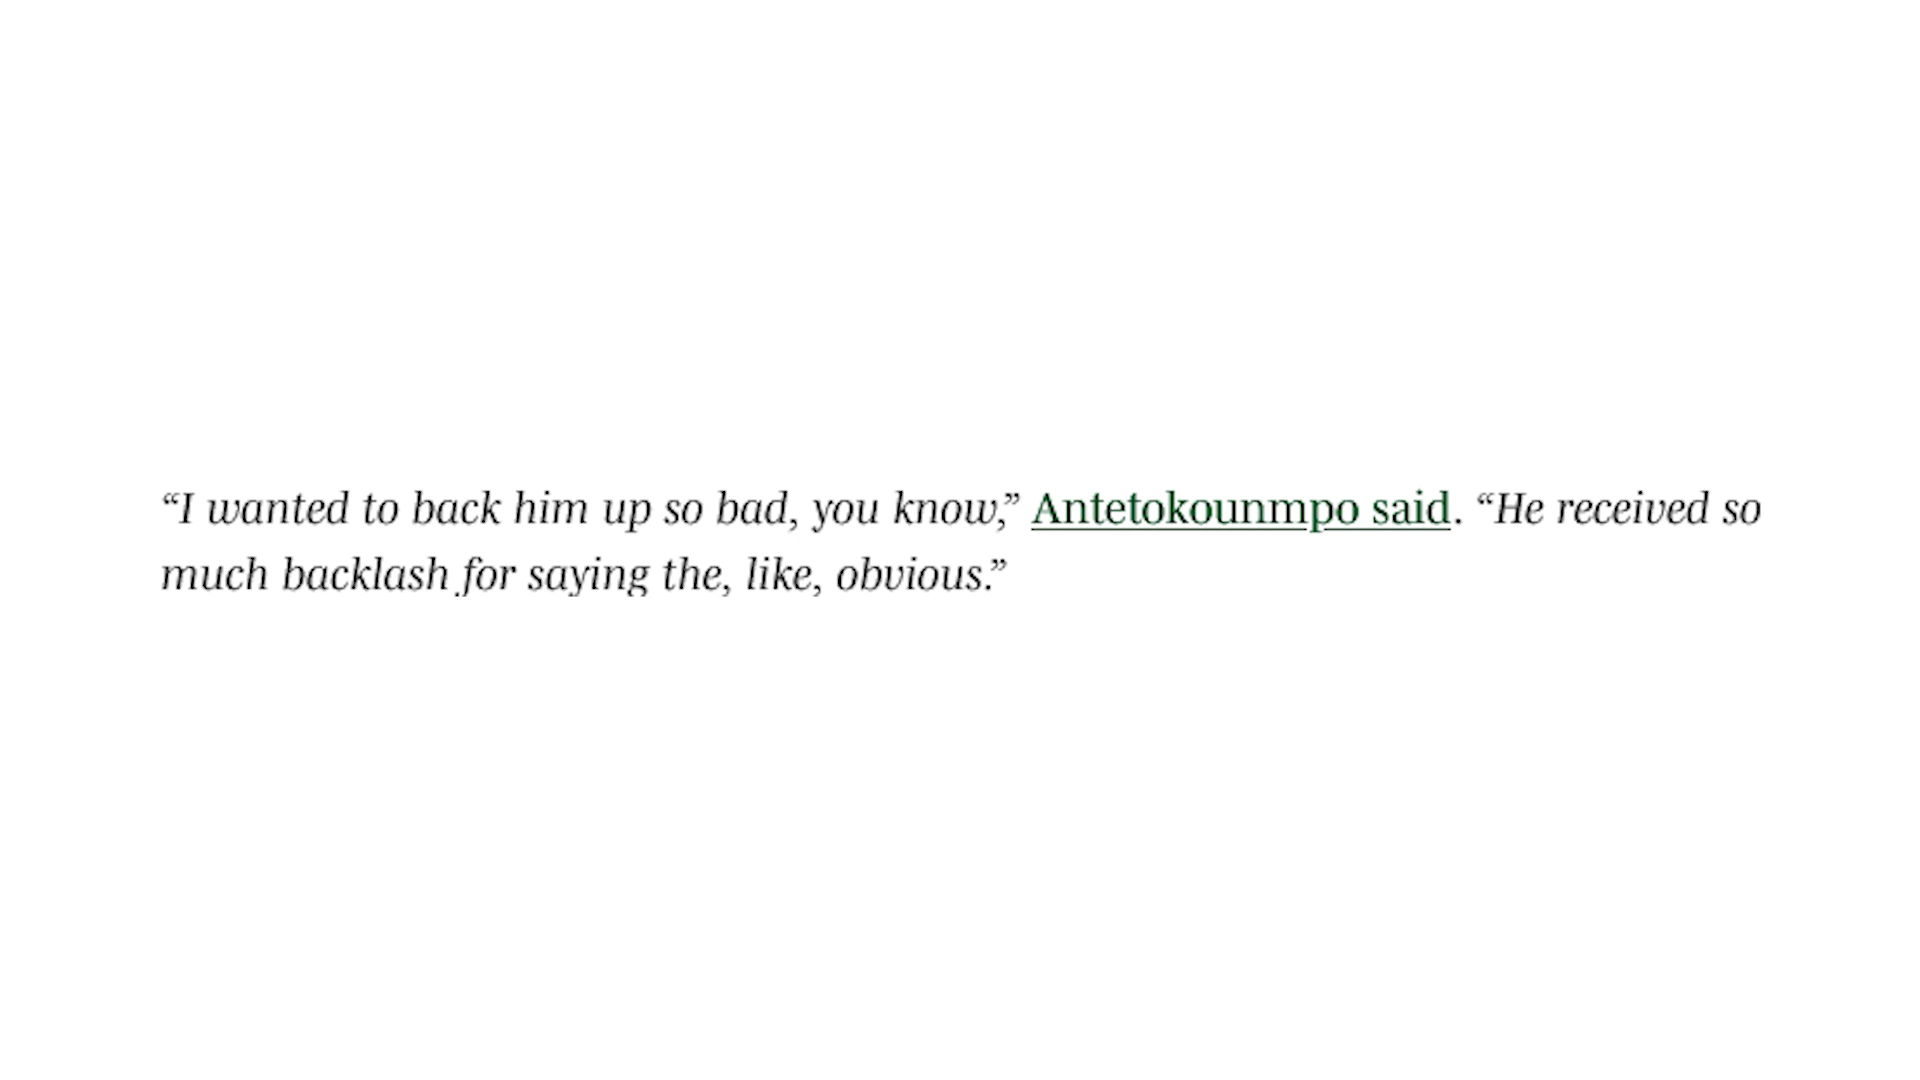 “I wanted to back him up so bad, you know,” Antetokounmpo said. “He received so
much backlash for saying the, like, obvious.”